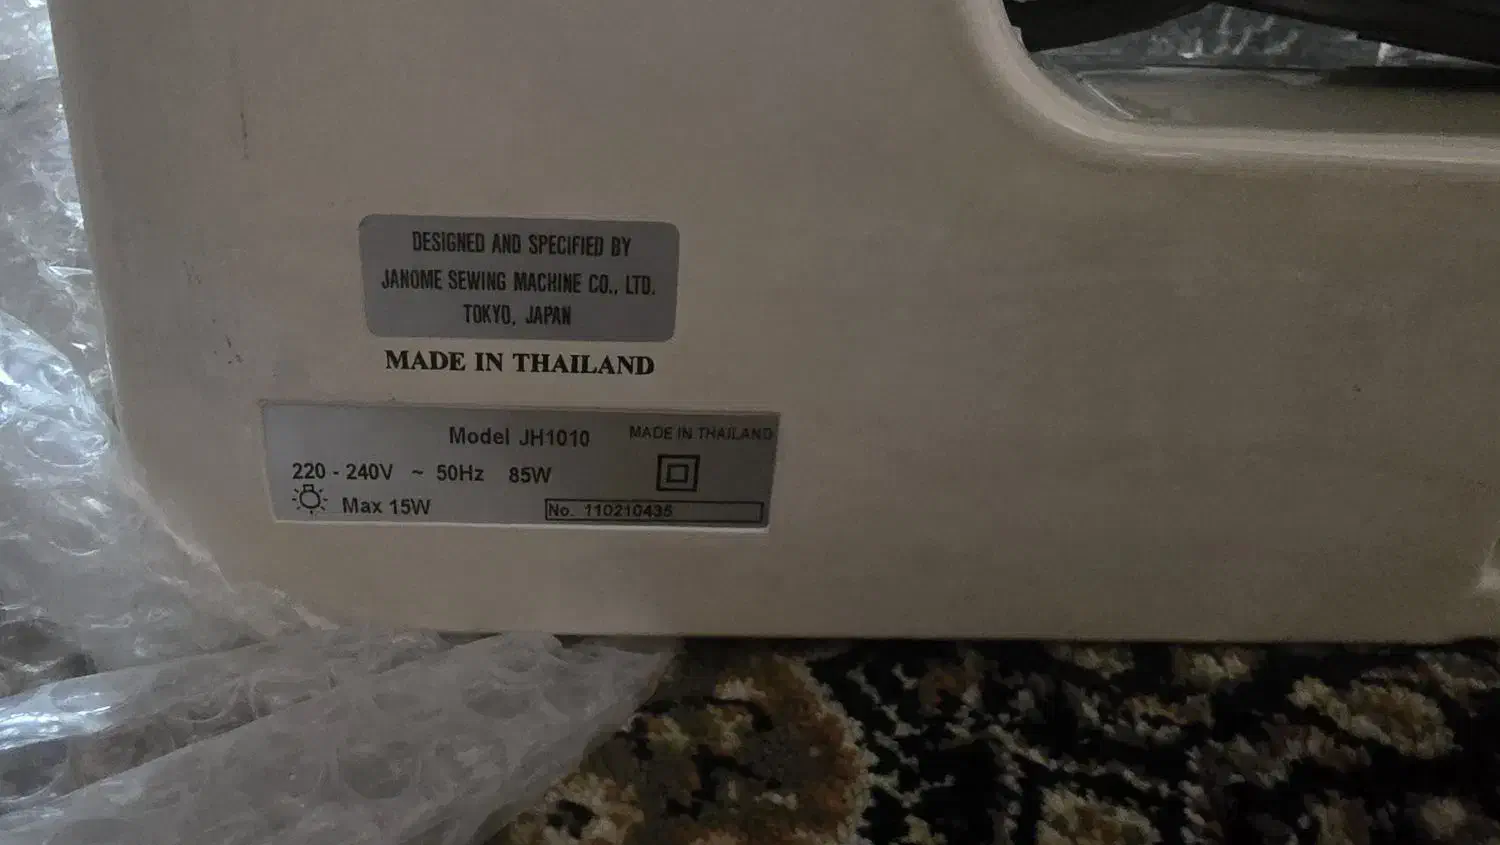 DESIGNED AND SPECIFIED BY
JANOME SEWING MACHINE CO., LTD.
TOKYO, JAPAN
MADE IN THAILAND
Model JH1010 MADE IN THAILAND
220 - 240V ~ 50Hz 85W
Max 15W
No. 110210435